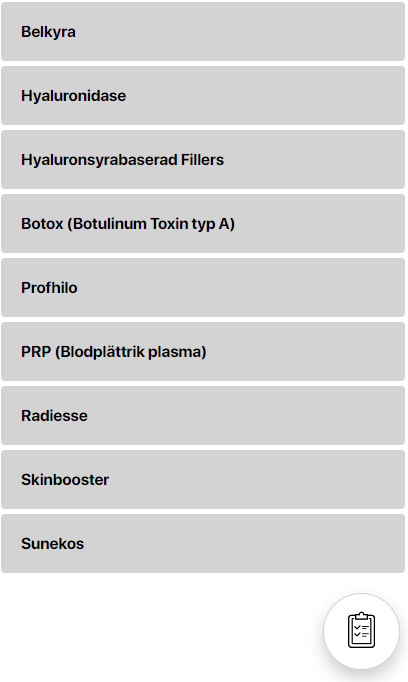 Belkyra
Hyaluronidase
Hyaluronsyrabaserad Fillers
Botox (Botulinum Toxin typ A)
Profhilo
PRP (Blodplättrik plasma)
Radiesse
Skinbooster
Sunekos